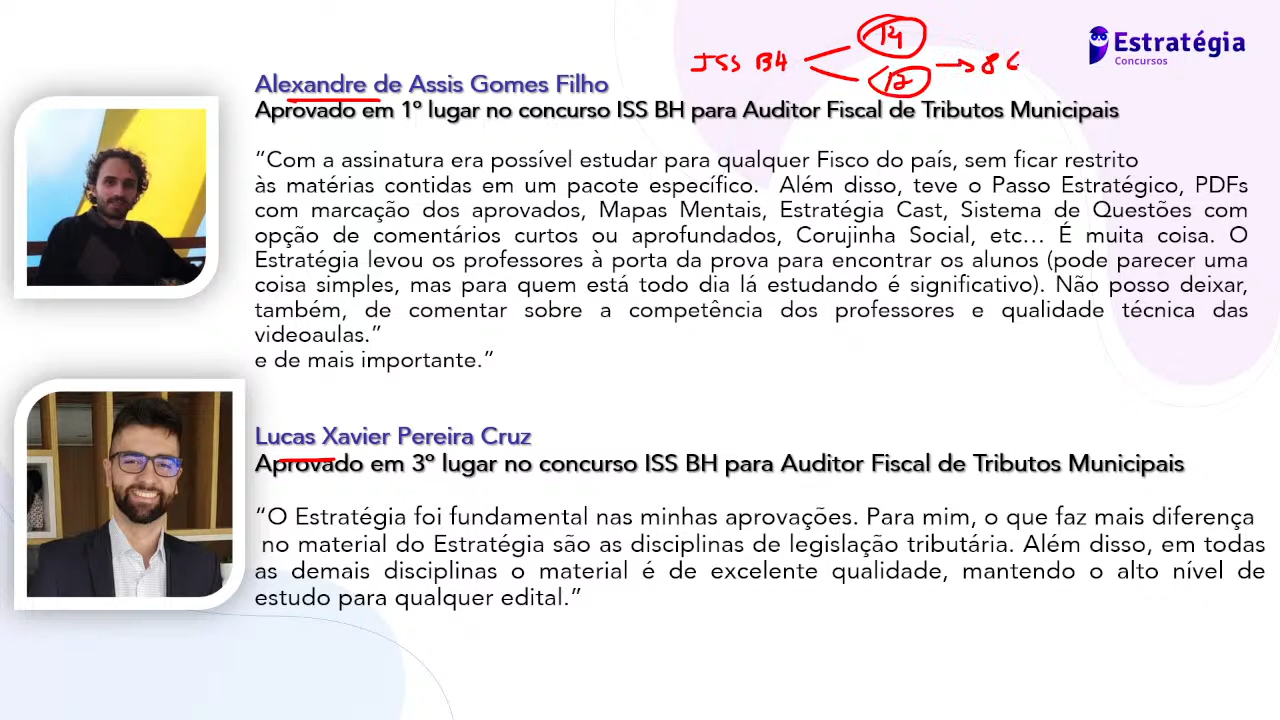 ISS BH
14
12
86
Estratégia
Concursos
Alexandre de Assis Gomes Filho
Aprovado em 1º lugar no concurso ISS BH para Auditor Fiscal de Tributos Municipais
“Com a assinatura era possível estudar para qualquer Fisco do país, sem ficar restrito
às matérias contidas em um pacote específico. Além disso, teve o Passo Estratégico, PDFs
com marcação dos aprovados, Mapas Mentais, Estratégia Cast, Sistema de Questões com
opção de comentários curtos ou aprofundados, Corujinha Social, etc... É muita coisa. O
Estratégia levou os professores à porta da prova para encontrar os alunos (pode parecer uma
coisa simples, mas para quem está todo dia lá estudando é significativo). Não posso deixar,
também, de comentar sobre a competência dos professores e qualidade técnica das
videoaulas.”
e de mais importante.”
Lucas Xavier Pereira Cruz
Aprovado em 3º lugar no concurso ISS BH para Auditor Fiscal de Tributos Municipais
“O Estratégia foi fundamental nas minhas aprovações. Para mim, o que faz mais diferença
no material do Estratégia são as disciplinas de legislação tributária. Além disso, em todas
as demais disciplinas o material é de excelente qualidade, mantendo o alto nível de
estudo para qualquer edital.”